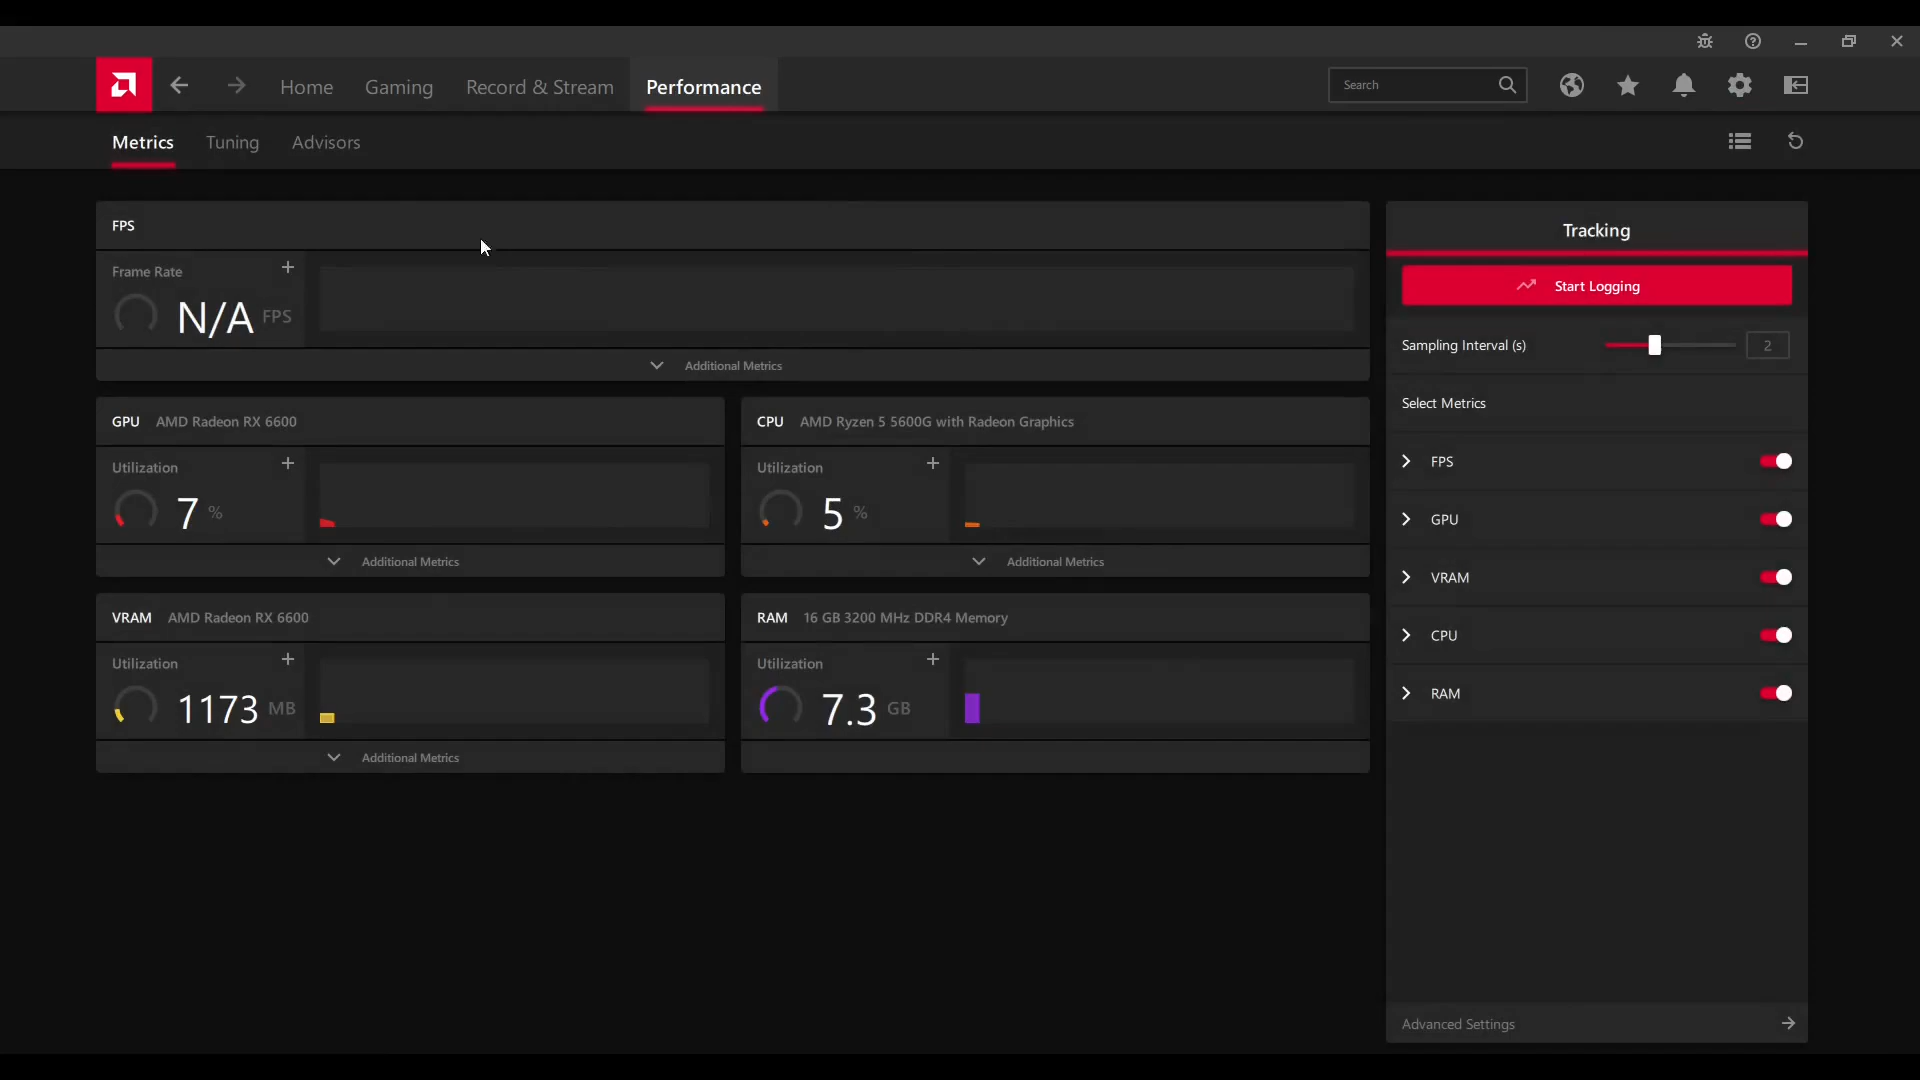 Home Gaming Record & Stream Performance Search
Metrics Tuning Advisors
FPS
Frame Rate
N/A FPS
Additional Metrics
GPU AMD Radeon RX 6600
Utilization
7 %
Additional Metrics
CPU AMD Ryzen 5 5600G with Radeon Graphics
Utilization
5 %
Additional Metrics
VRAM AMD Radeon RX 6600
Utilization
1173 MB
Additional Metrics
RAM 16 GB 3200 MHz DDR4 Memory
Utilization
7.3 GB
Tracking
Start Logging
Sampling Interval (s) 2
Select Metrics
FPS
GPU
VRAM
CPU
RAM
Advanced Settings